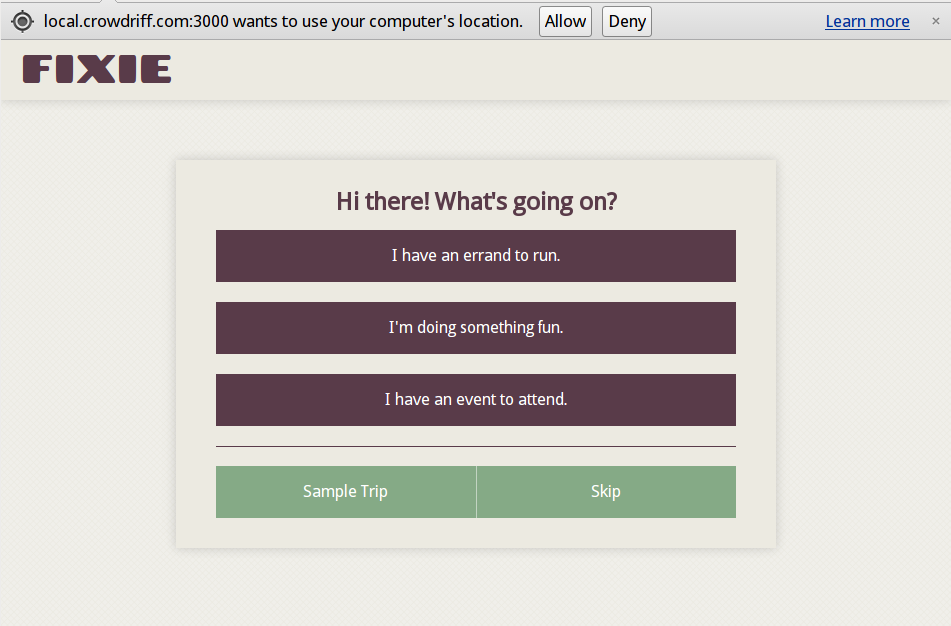 local.crowdriff.com:3000 wants to use your computer's location. Allow Deny Learn more ×
FIXIE
Hi there! What's going on?
I have an errand to run.
I'm doing something fun.
I have an event to attend.
Sample Trip Skip